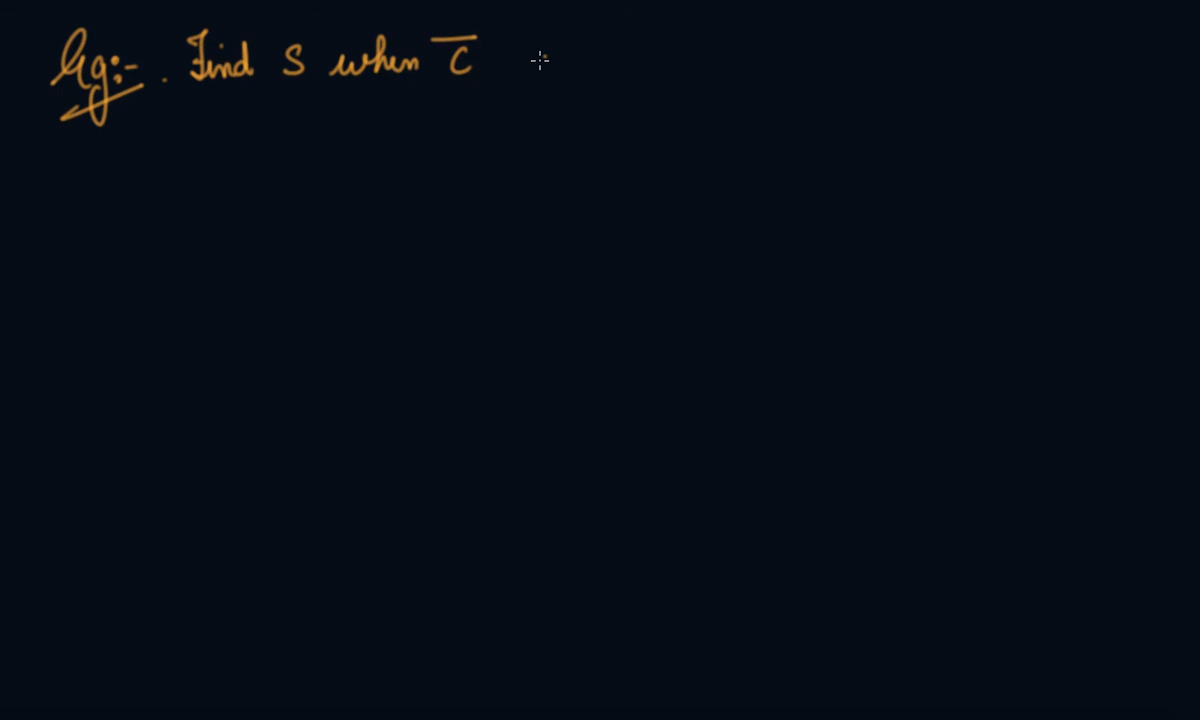 Eg:- . Find S when c̅